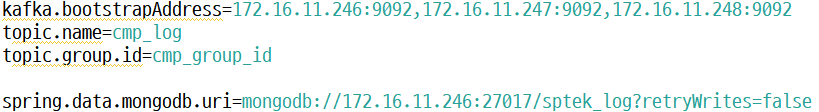 kafka.bootstrapAddress=172.16.11.246:9092,172.16.11.247:9092,172.16.11.248:9092
topic.name=cmp_log
topic.group.id=cmp_group_id
spring.data.mongodb.uri=mongodb://172.16.11.246:27017/sptek_log?retryWrites=false